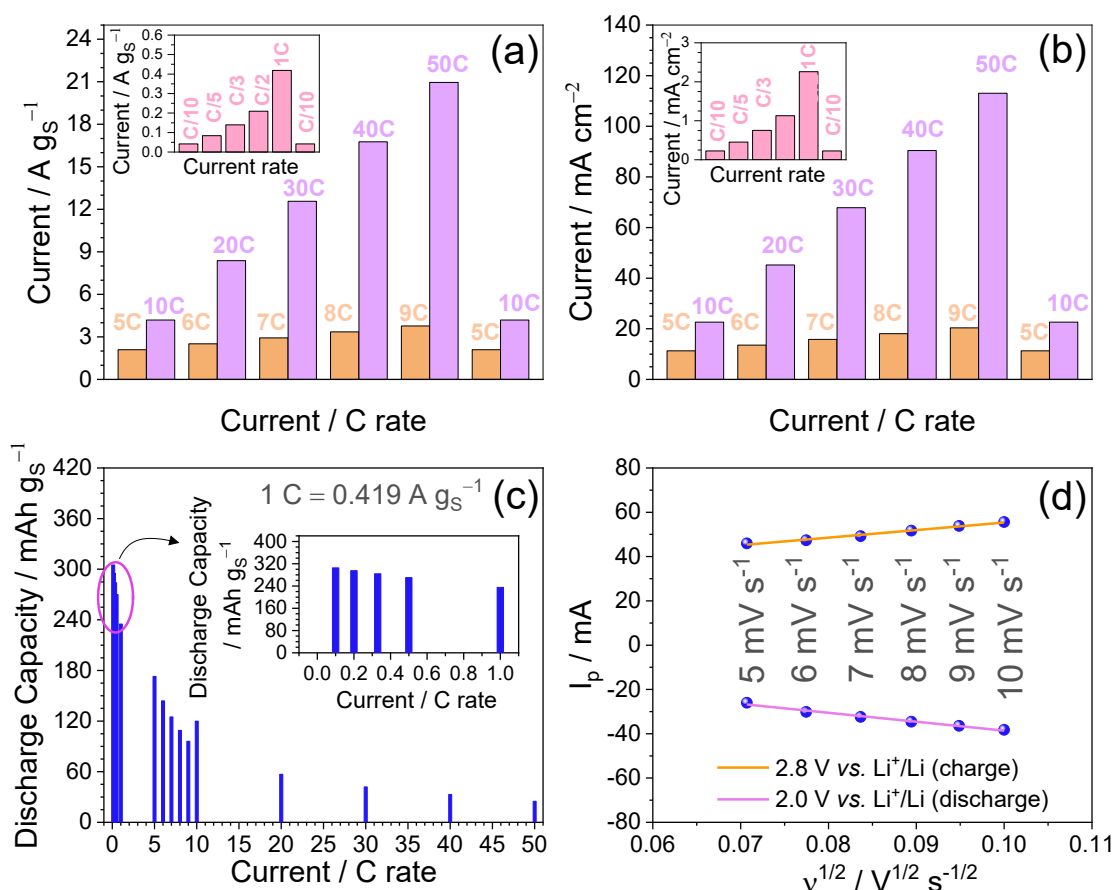 (a)
Current / A g_S⁻¹
24
21
18
15
12
9
6
3
0
5C
10C
6C
20C
7C
30C
8C
40C
9C
50C
5C
10C
Current / C rate
Current / A g_S⁻¹
0.6
0.5
0.4
0.3
0.2
0.1
0.0
C/10
C/5
C/3
C/2
1C
C/10
Current rate
(b)
Current / mA cm⁻²
140
120
100
80
60
40
20
0
5C
10C
6C
20C
7C
30C
8C
40C
9C
50C
5C
10C
Current / C rate
Current / mA cm⁻²
3
2
1
0
C/10
C/5
C/3
1C
C/10
Current rate
(c)
1 C = 0.419 A g_S⁻¹
Discharge Capacity / mAh g_S⁻¹
420
360
300
240
180
120
60
0
0 5 10 15 20 25 30 35 40 45 50
Current / C rate
Discharge Capacity
/ mAh g_S⁻¹
400
320
240
160
80
0
0.0 0.2 0.4 0.6 0.8 1.0
Current / C rate
(d)
I_p / mA
80
60
40
20
0
-20
-40
-60
-80
5 mV s⁻¹
6 mV s⁻¹
7 mV s⁻¹
8 mV s⁻¹
9 mV s⁻¹
10 mV s⁻¹
2.8 V vs. Li⁺/Li (charge)
2.0 V vs. Li⁺/Li (discharge)
0.06 0.07 0.08 0.09 0.10 0.11
ν^1/2 / V^1/2 s^-1/2